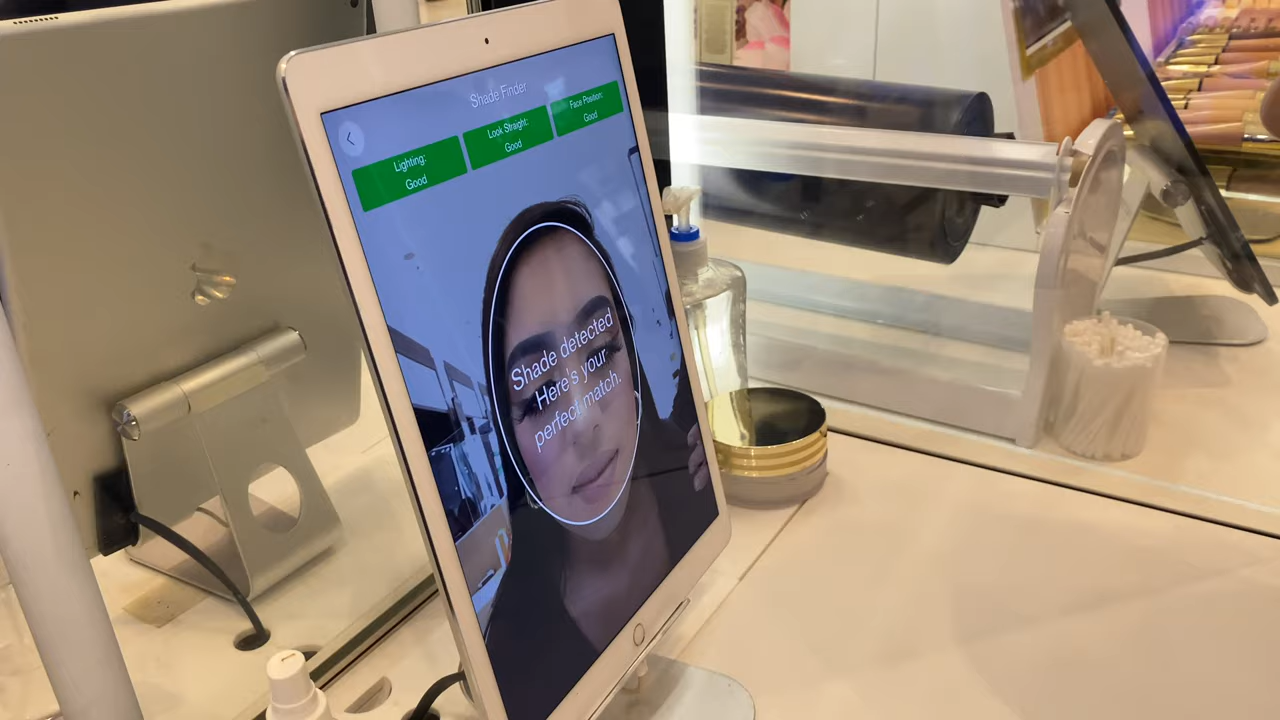 Shade Finder
Lighting:
Good
Look Straight:
Good
Face Position:
Good
Shade detected
Here's your
perfect match.